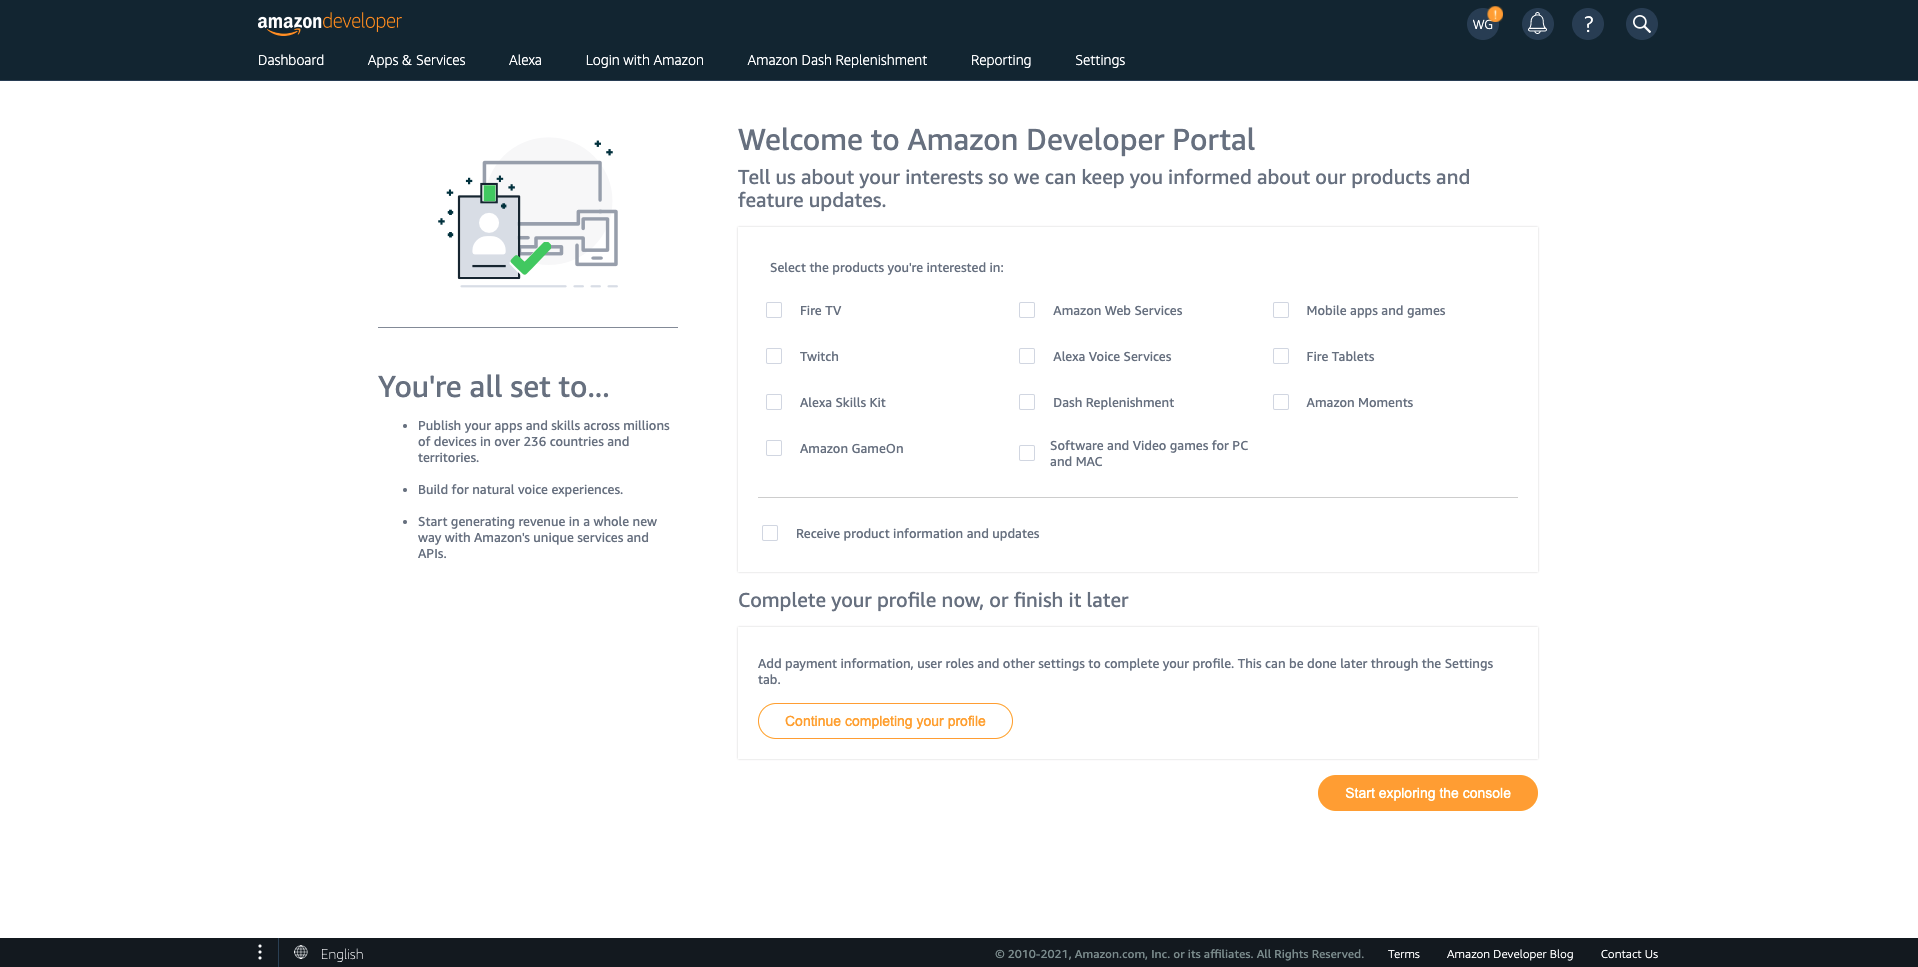 amazondeveloper
WG
!
?
Dashboard
Apps & Services
Alexa
Login with Amazon
Amazon Dash Replenishment
Reporting
Settings
You're all set to...
• Publish your apps and skills across millions
of devices in over 236 countries and
territories.
• Build for natural voice experiences.
• Start generating revenue in a whole new
way with Amazon's unique services and
APIs.
Welcome to Amazon Developer Portal
Tell us about your interests so we can keep you informed about our products and
feature updates.
Select the products you're interested in:
Fire TV
Amazon Web Services
Mobile apps and games
Twitch
Alexa Voice Services
Fire Tablets
Alexa Skills Kit
Dash Replenishment
Amazon Moments
Amazon GameOn
Software and Video games for PC
and MAC
Receive product information and updates
Complete your profile now, or finish it later
Add payment information, user roles and other settings to complete your profile. This can be done later through the Settings
tab.
Continue completing your profile
Start exploring the console
English
© 2010-2021, Amazon.com, Inc. or its affiliates. All Rights Reserved.
Terms
Amazon Developer Blog
Contact Us